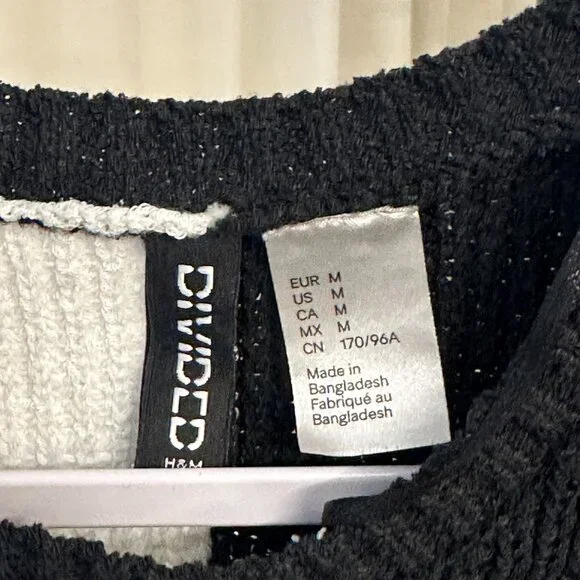 DIVIDED
H&M
EUR M
US M
CA M
MX M
CN 170/96A
Made in
Bangladesh
Fabriqué au
Bangladesh